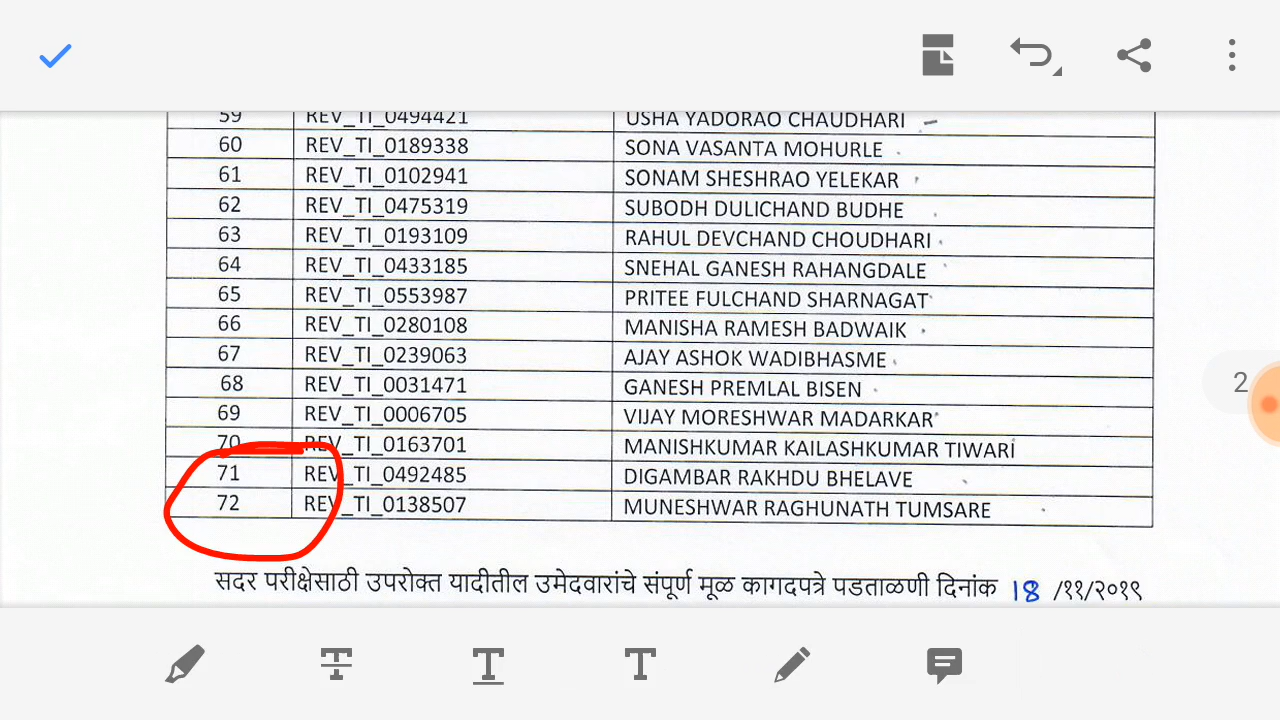 59 REV_TI_0494421 USHA YADORAO CHAUDHARI
60 REV_TI_0189338 SONA VASANTA MOHURLE
61 REV_TI_0102941 SONAM SHESHRAO YELEKAR
62 REV_TI_0475319 SUBODH DULICHAND BUDHE
63 REV_TI_0193109 RAHUL DEVCHAND CHOUDHARI
64 REV_TI_0433185 SNEHAL GANESH RAHANGDALE
65 REV_TI_0553987 PRITEE FULCHAND SHARNAGAT
66 REV_TI_0280108 MANISHA RAMESH BADWAIK
67 REV_TI_0239063 AJAY ASHOK WADIBHASME
68 REV_TI_0031471 GANESH PREMLAL BISEN
2
69 REV_TI_0006705 VIJAY MORESHWAR MADARKAR
70 REV_TI_0163701 MANISHKUMAR KAILASHKUMAR TIWARI
71 REV_TI_0492485 DIGAMBAR RAKHDU BHELAVE
72 REV_TI_0138507 MUNESHWAR RAGHUNATH TUMSARE
सदर परीक्षेसाठी उपरोक्त यादीतील उमेदवारांचे संपूर्ण मूळ कागदपत्रे पडताळणी दिनांक 18 /११/२०१९